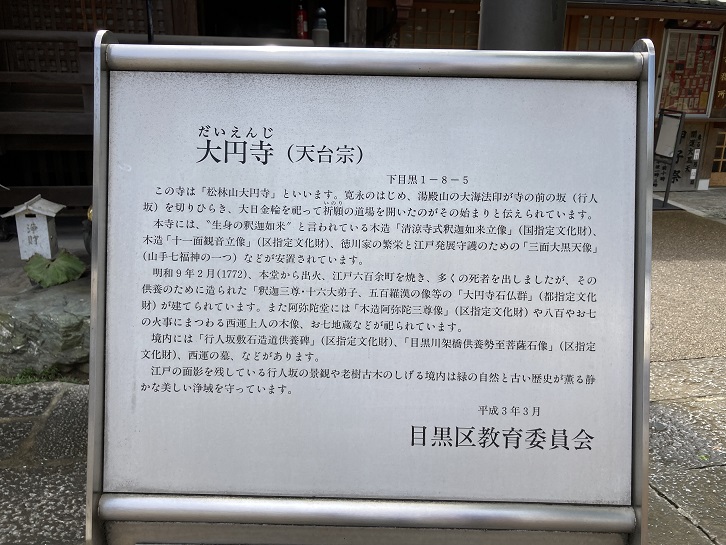 だいえんじ
大円寺（天台宗）
下目黒1－8－5
この寺は「松林山大円寺」といいます。寛永のはじめ、湯殿山の大海法印が寺の前の坂（行人
坂）を切りひらき、大日金輪を祀って祈願の道場を開いたのがその始まりと伝えられています。
いのり
本寺には、〝生身の釈迦如来〟と言われている木造「清涼寺式釈迦如来立像」（国指定文化財）、
木造「十一面観音立像」（区指定文化財）、徳川家の繁栄と江戸発展守護のための「三面大黒天像」
（山手七福神の一つ）などが安置されています。
明和9年2月(1772)、本堂から出火、江戸六百余町を焼き、多くの死者を出しましたが、その
供養のために造られた「釈迦三尊・十六大弟子、五百羅漢の像等の「大円寺石仏群」（都指定文化
財）が建てられています。また阿弥陀堂には「木造阿弥陀三尊像」（区指定文化財）や八百やお七
の火事にまつわる西運上人の木像、お七地蔵などが祀られています。
境内には「行人坂敷石造道供養碑」（区指定文化財）、「目黒川架橋供養勢至菩薩石像」（区指定
文化財）、西運の墓、などがあります。
江戸の面影を残している行人坂の景観や老樹古木のしげる境内は緑の自然と古い歴史が薫る静
かな美しい浄域を守っています。
平成3年3月
目黒区教育委員会
浄財